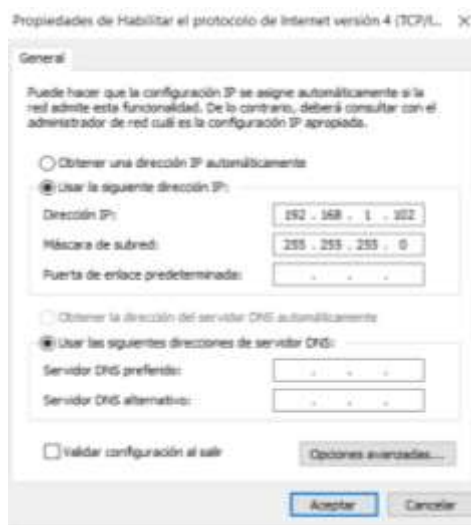 Propiedades de Habilitar el protocolo de Internet versión 4 (TCP/I... ×
General
Puede hacer que la configuración IP se asigne automáticamente si la
red admite esta funcionalidad. De lo contrario, deberá consultar con el
administrador de red cuál es la configuración IP apropiada.
Obtener una dirección IP automáticamente
Usar la siguiente dirección IP:
Dirección IP: 192 . 168 . 1 . 102
Máscara de subred: 255 . 255 . 255 . 0
Puerta de enlace predeterminada: . . .
Obtener la dirección del servidor DNS automáticamente
Usar las siguientes direcciones de servidor DNS:
Servidor DNS preferido: . . .
Servidor DNS alternativo: . . .
Validar configuración al salir
Opciones avanzadas...
Aceptar Cancelar